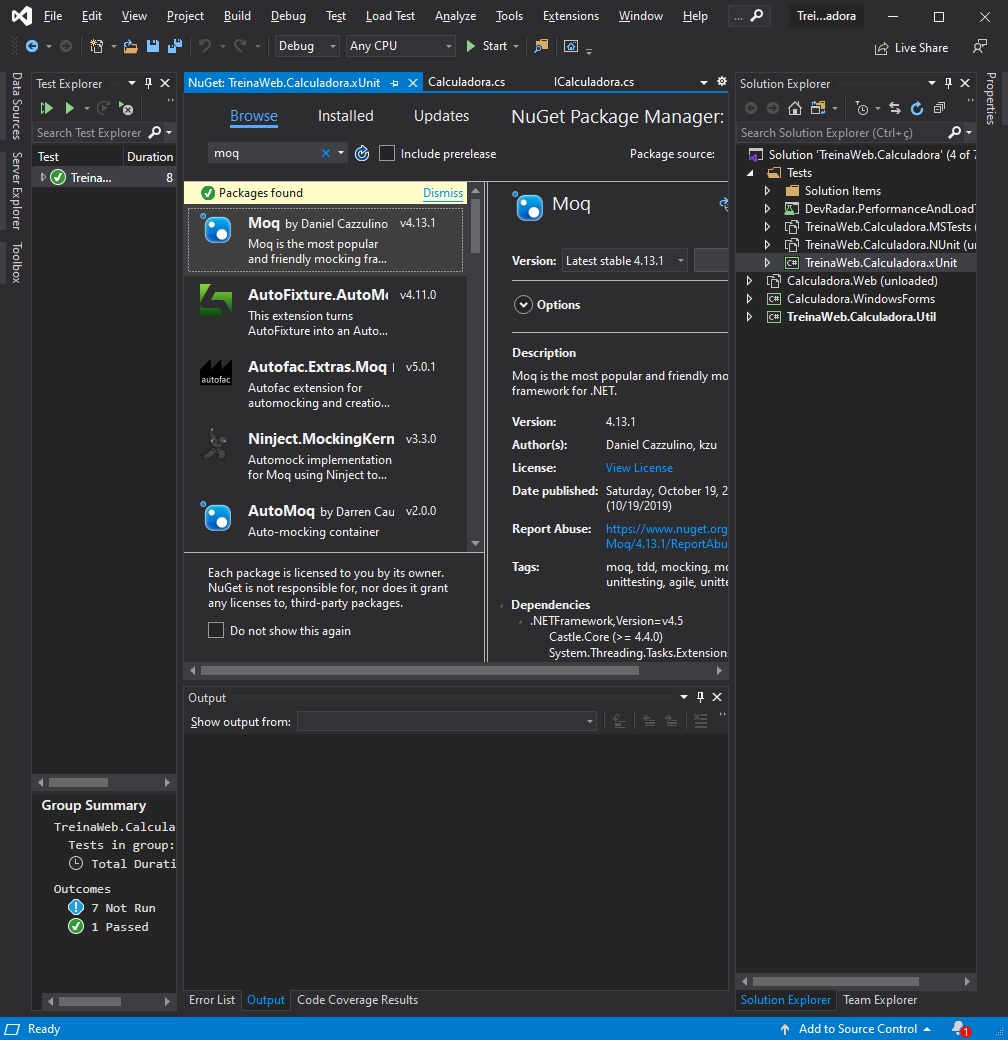 File Edit View Project Build Debug Test Load Test Analyze Tools Extensions Window Help ... Trei...adora
Debug Any CPU Start Live Share
Data Sources
Server Explorer
Toolbox
Test Explorer
Search Test Explorer
Test Duration
Treina... 8
Group Summary
TreinaWeb.Calcula
Tests in group:
Total Durati
Outcomes
7 Not Run
1 Passed
NuGet: TreinaWeb.Calculadora.xUnit Calculadora.cs ICalculadora.cs
Browse Installed Updates NuGet Package Manager:
moq Include prerelease Package source:
Packages found Dismiss
Moq by Daniel Cazzulino v4.13.1
Moq is the most popular
and friendly mocking fra...
AutoFixture.AutoMo v4.11.0
This extension turns
AutoFixture into an Auto...
autofac
Autofac.Extras.Moq v5.0.1
Autofac extension for
automocking and creatio...
Ninject.MockingKern v3.3.0
Automock implementation
for Moq using Ninject to...
AutoMoq by Darren Cau v2.0.0
Auto-mocking container
Each package is licensed to you by its owner.
NuGet is not responsible for, nor does it grant
any licenses to, third-party packages.
Do not show this again
Moq
Version: Latest stable 4.13.1
Options
Description
Moq is the most popular and friendly mo
framework for .NET.
Version: 4.13.1
Author(s): Daniel Cazzulino, kzu
License: View License
Date published: Saturday, October 19, 2
(10/19/2019)
Report Abuse: https://www.nuget.org
Moq/4.13.1/ReportAbu
Tags: moq, tdd, mocking, mo
unittesting, agile, unitte
Dependencies
.NETFramework,Version=v4.5
Castle.Core (>= 4.4.0)
System.Threading.Tasks.Extensions
Output
Show output from:
Error List Output Code Coverage Results
Solution Explorer
Search Solution Explorer (Ctrl+ç)
Solution 'TreinaWeb.Calculadora' (4 of 7
Tests
Solution Items
DevRadar.PerformanceAndLoadT
TreinaWeb.Calculadora.MSTests (
TreinaWeb.Calculadora.NUnit (un
C# TreinaWeb.Calculadora.xUnit
Calculadora.Web (unloaded)
C# Calculadora.WindowsForms
C# TreinaWeb.Calculadora.Util
Solution Explorer Team Explorer
Properties
Ready Add to Source Control 1